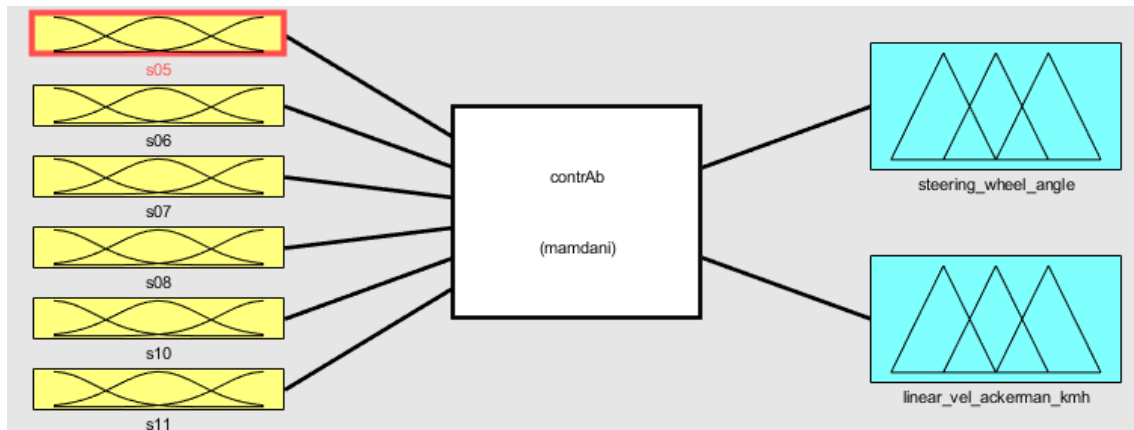 s05
s06
s07
s08
s10
s11
contrAb
(mamdani)
steering_wheel_angle
linear_vel_ackerman_kmh